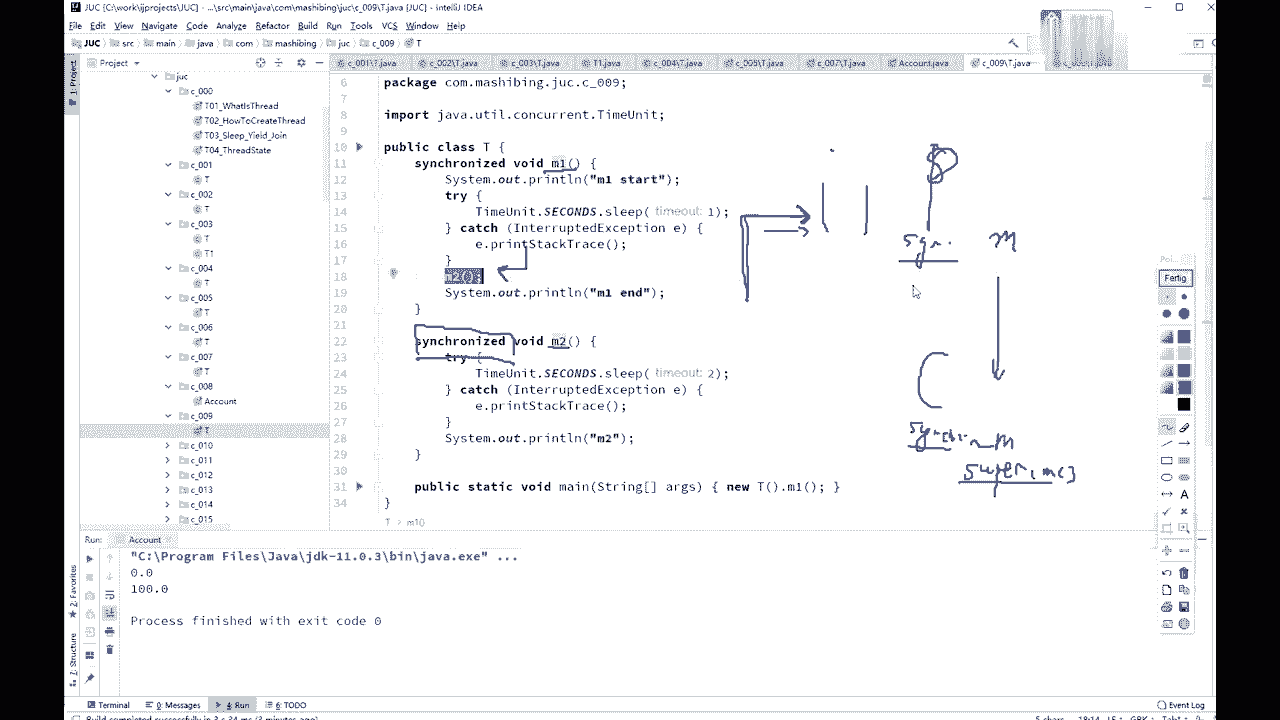 JUC [C:\work\ijprojects\JUC] - ...\src\main\java\com\mashibing\juc\c_009\T.java - IntelliJ IDEA
File Edit View Navigate Code Analyze Refactor Build Run Tools VCS Window Help
JUC src main java com mashibing juc c_009 T
Project
c_001\T.java c_002\T.java c_003\T.java T1.java c_004\T.java c_007\T.java Account.java c_009\T.java
1: Project
juc
c_000
T01_WhatIsThread
T02_HowToCreateThread
T03_Sleep_Yield_Join
T04_ThreadState
c_001
T
c_002
T
c_003
T
T1
c_004
T
c_005
T
c_006
T
c_007
T
c_008
Account
c_009
T
c_010
c_011
c_012
c_013
c_014
c_015
6 package com.mashibing.juc.c_009;
7
8 import java.util.concurrent.TimeUnit;
9
10 public class T {
11 synchronized void m1() {
12 System.out.println("m1 start");
13 try {
14 TimeUnit.SECONDS.sleep( timeout: 1);
15 } catch (InterruptedException e) {
16 e.printStackTrace();
17 }
18 m2();
19 System.out.println("m1 end");
20 }
21
22 synchronized void m2() {
23 try {
24 TimeUnit.SECONDS.sleep( timeout: 2);
25 } catch (InterruptedException e) {
26 e.printStackTrace();
27 }
28 System.out.println("m2");
29 }
30
31 public static void main(String[] args) { new T().m1(); }
34 }
T m1()
P
syn. m
C
m
super.m()
Fertig
Run: Account
"C:\Program Files\Java\jdk-11.0.3\bin\java.exe" ...
0.0
100.0
Process finished with exit code 0
2: Favorites
7: Structure
Terminal 0: Messages 4: Run 6: TODO
Event Log